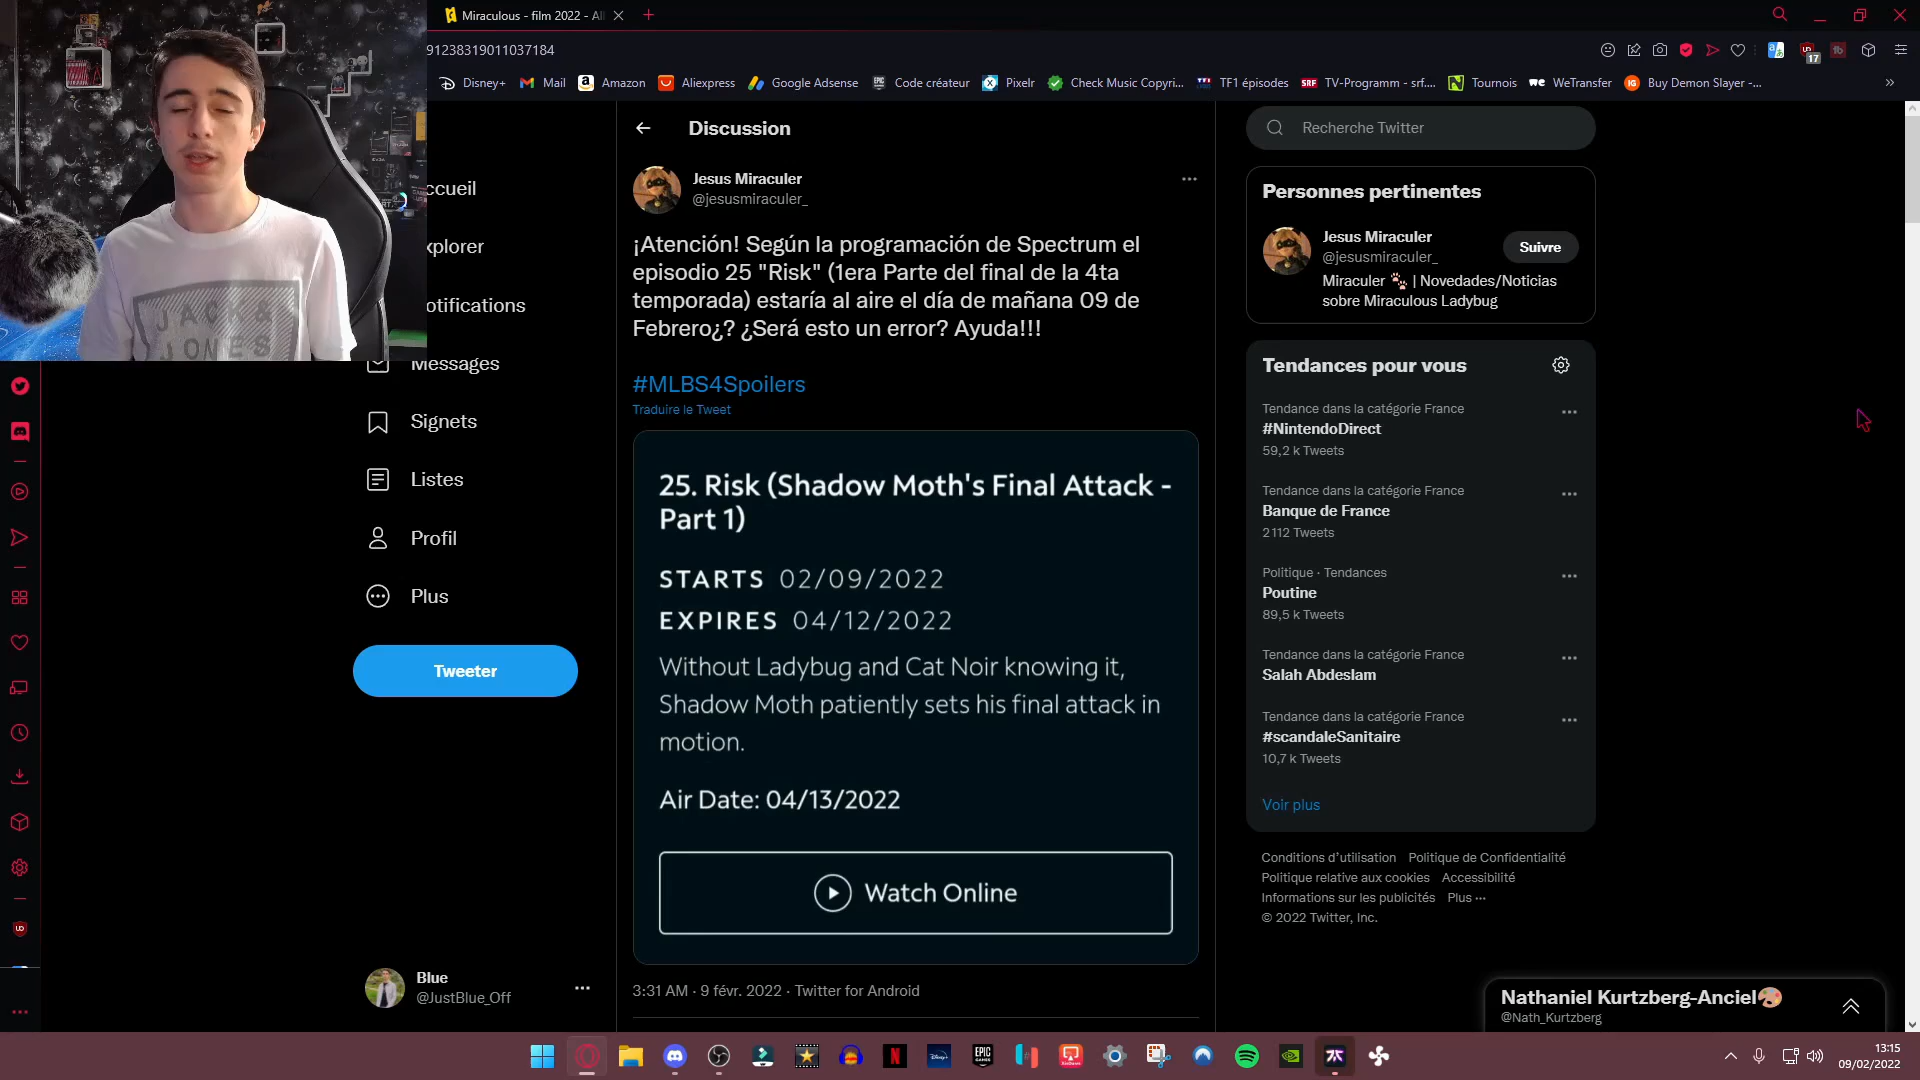 Miraculous - film 2022 - Al
91238319011037184
Disney+
Mail
Amazon
Aliexpress
Google Adsense
Code créateur
Pixelr
Check Music Copyri...
TF1 épisodes
SRF TV-Programm - srf....
Tournois
WeTransfer
Buy Demon Slayer -...
17
JACK &
JONES
ccueil
xplorer
otifications
Messages
Signets
Listes
Profil
Plus
Tweeter
Blue
@JustBlue_Off
Discussion
Jesus Miraculer
@jesusmiraculer_
¡Atención! Según la programación de Spectrum el
episodio 25 "Risk" (1era Parte del final de la 4ta
temporada) estaría al aire el día de mañana 09 de
Febrero¿? ¿Será esto un error? Ayuda!!!
#MLBS4Spoilers
Traduire le Tweet
25. Risk (Shadow Moth's Final Attack -
Part 1)
STARTS 02/09/2022
EXPIRES 04/12/2022
Without Ladybug and Cat Noir knowing it,
Shadow Moth patiently sets his final attack in
motion.
Air Date: 04/13/2022
Watch Online
3:31 AM · 9 févr. 2022 · Twitter for Android
Recherche Twitter
Personnes pertinentes
Jesus Miraculer
@jesusmiraculer_
Suivre
Miraculer 🐾 | Novedades/Noticias
sobre Miraculous Ladybug
Tendances pour vous
Tendance dans la catégorie France
#NintendoDirect
59,2 k Tweets
Tendance dans la catégorie France
Banque de France
2 112 Tweets
Politique · Tendances
Poutine
89,5 k Tweets
Tendance dans la catégorie France
Salah Abdeslam
Tendance dans la catégorie France
#scandaleSanitaire
10,7 k Tweets
Voir plus
Conditions d’utilisation Politique de Confidentialité
Politique relative aux cookies Accessibilité
Informations sur les publicités Plus ···
© 2022 Twitter, Inc.
Nathaniel Kurtzberg-Anciel🎨
@Nath_Kurtzberg
13:15
09/02/2022